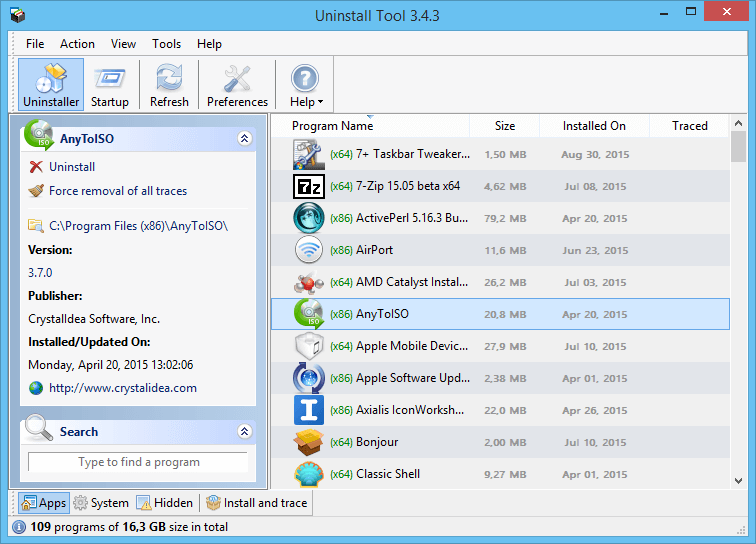 Uninstall Tool 3.4.3
File Action View Tools Help
Uninstaller Startup Refresh Preferences Help
AnyToISO
Uninstall
Force removal of all traces
C:\Program Files (x86)\AnyToISO\
Version:
3.7.0
Publisher:
CrystalIdea Software, Inc.
Installed/Updated On:
Monday, April 20, 2015 13:02:06
http://www.crystalidea.com
Search
Type to find a program
Program Name Size Installed On Traced
(x64) 7+ Taskbar Tweaker... 1,50 MB Aug 30, 2015
7z (x64) 7-Zip 15.05 beta x64 4,62 MB Jul 08, 2015
(x86) ActivePerl 5.16.3 Bu... 79,2 MB Apr 20, 2015
(x86) AirPort 11,6 MB Jun 23, 2015
(x64) AMD Catalyst Instal... 26,2 MB Jul 03, 2015
ISO (x86) AnyToISO 20,8 MB Apr 20, 2015
(x64) Apple Mobile Devic... 27,9 MB Jul 10, 2015
(x86) Apple Software Upd... 2,38 MB Apr 01, 2015
(x86) Axialis IconWorksh... 22,0 MB Apr 26, 2015
(x64) Bonjour 2,00 MB Jul 10, 2015
(x64) Classic Shell 9,27 MB Apr 01, 2015
Apps System Hidden Install and trace
109 programs of 16,3 GB size in total